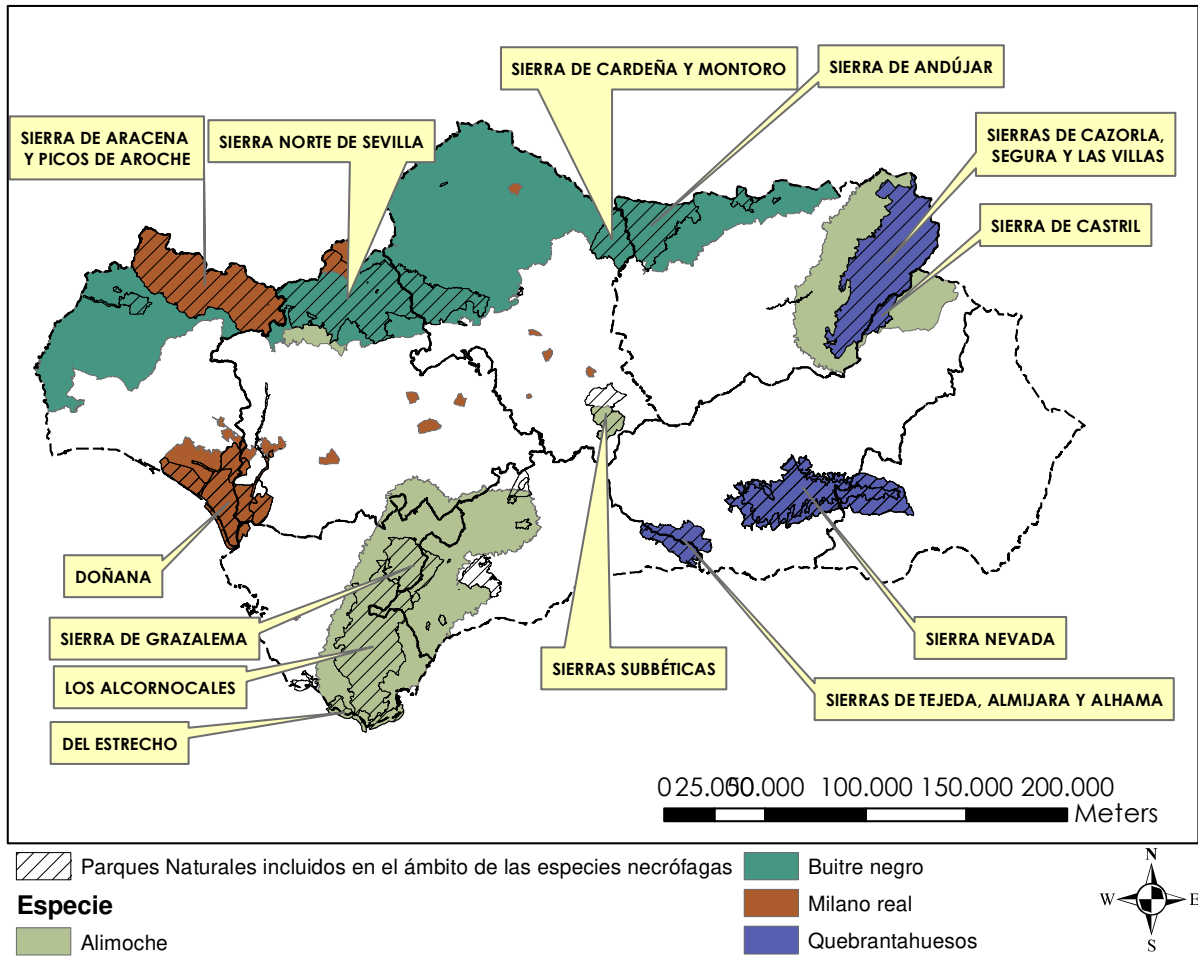 SIERRA DE CARDEÑA Y MONTORO
SIERRA DE ANDÚJAR
SIERRA DE ARACENA
Y PICOS DE AROCHE
SIERRA NORTE DE SEVILLA
SIERRAS DE CAZORLA,
SEGURA Y LAS VILLAS
SIERRA DE CASTRIL
DOÑANA
SIERRA DE GRAZALEMA
LOS ALCORNOCALES
DEL ESTRECHO
SIERRAS SUBBÉTICAS
SIERRA NEVADA
SIERRAS DE TEJEDA, ALMIJARA Y ALHAMA
0 25.000 50.000 100.000 150.000 200.000
Meters
Parques Naturales incluidos en el ámbito de las especies necrófagas
Especie
Alimoche
Buitre negro
Milano real
Quebrantahuesos
N
W E
S